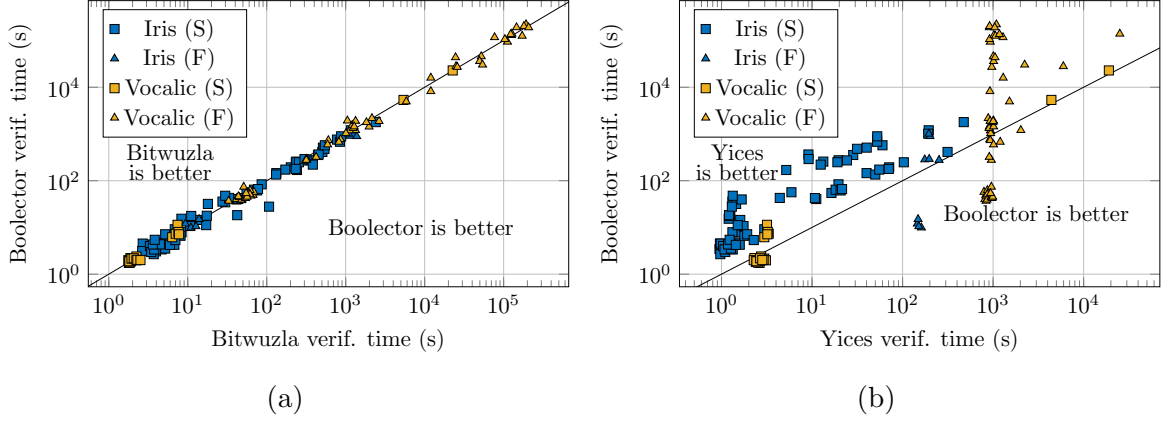 Boolector verif. time (s)
10^4
10^2
10^0
Iris (S)
Iris (F)
Vocalic (S)
Vocalic (F)
Bitwuzla
is better
Boolector is better
10^0 10^1 10^2 10^3 10^4 10^5
Bitwuzla verif. time (s)
(a)
Boolector verif. time (s)
10^4
10^2
10^0
Iris (S)
Iris (F)
Vocalic (S)
Vocalic (F)
Yices
is better
Boolector is better
10^0 10^1 10^2 10^3 10^4
Yices verif. time (s)
(b)